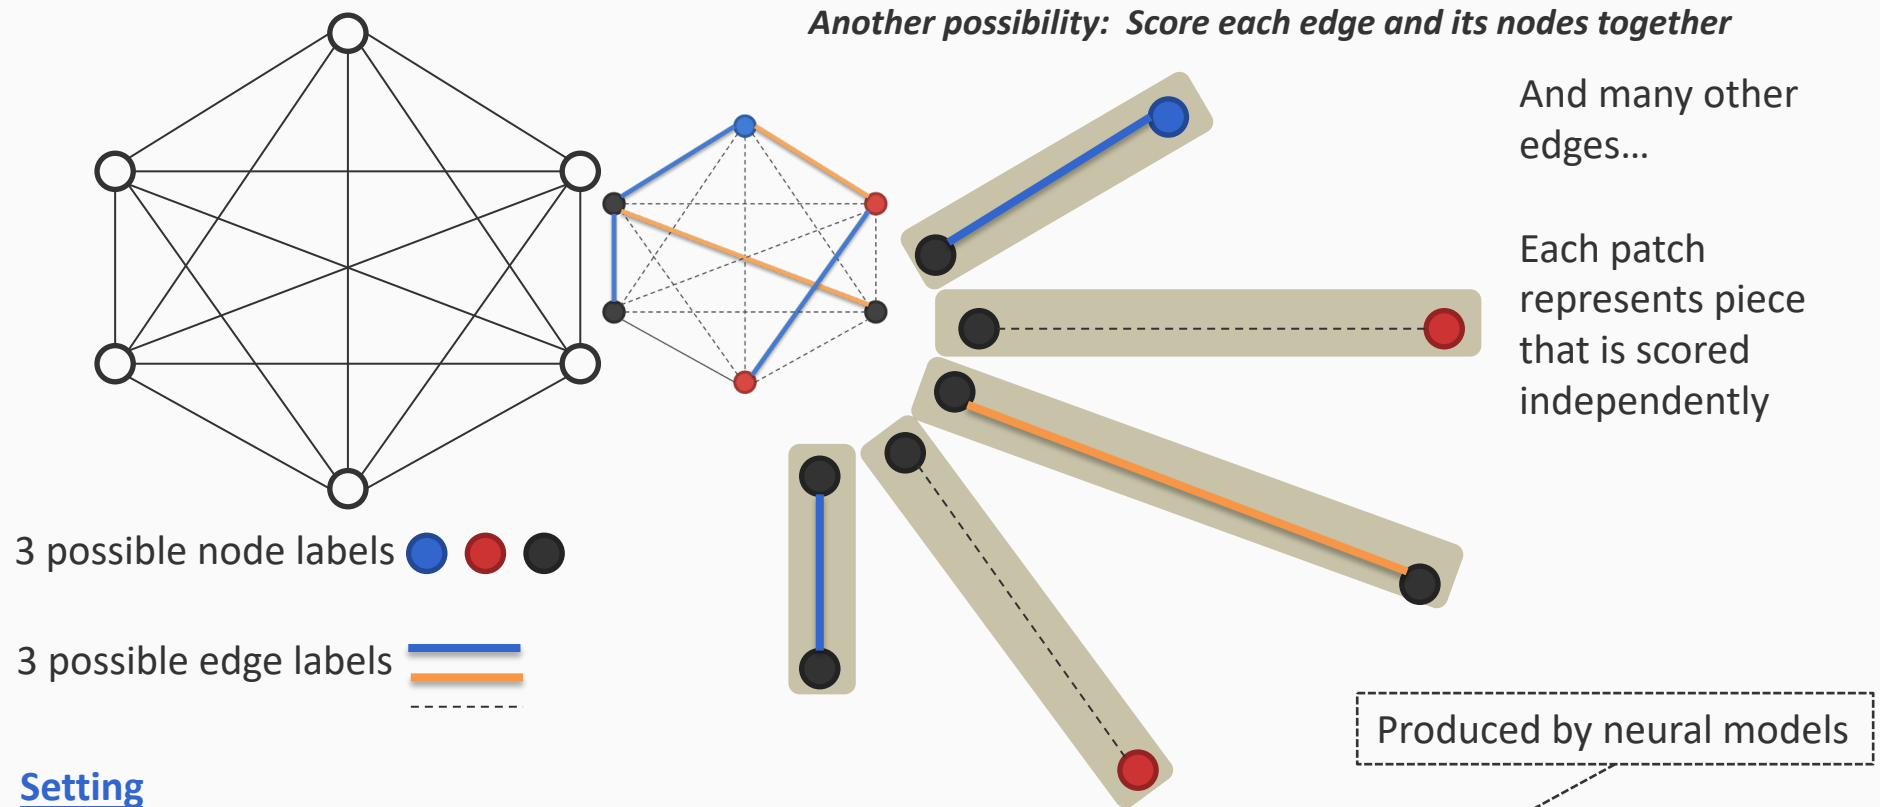 Another possibility:  Score each edge and its nodes together
And many other
edges...
Each patch
represents piece
that is scored
independently
3 possible node labels
3 possible edge labels
Produced by neural models
Setting